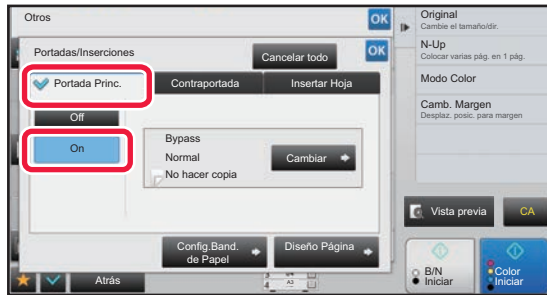 Otros
OK
Portadas/Inserciones
Cancelar todo
OK
Portada Princ.
Contraportada
Insertar Hoja
Off
On
Bypass
Normal
No hacer copia
Cambiar
Config.Band.
de Papel
Diseño Página
Atrás
A3
Original
Cambie el tamaño/dir.
N-Up
Colocar varias pág. en 1 pág.
Modo Color
Camb. Margen
Desplaz. posic. para margen
Vista previa
CA
B/N
Iniciar
Color
Iniciar